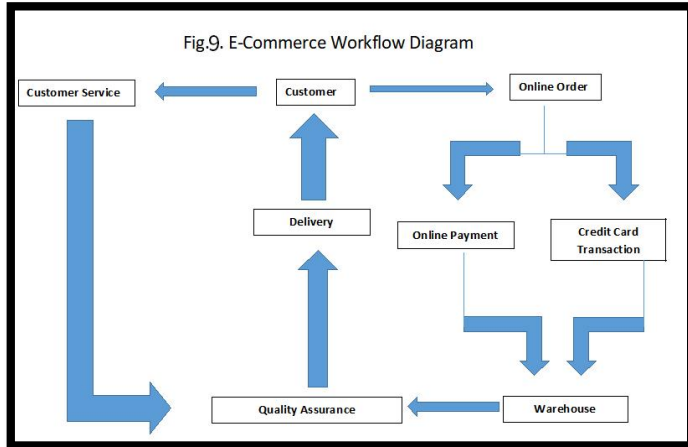 Fig.9. E-Commerce Workflow Diagram
Customer Service
Customer
Online Order
Delivery
Online Payment
Credit Card
Transaction
Quality Assurance
Warehouse